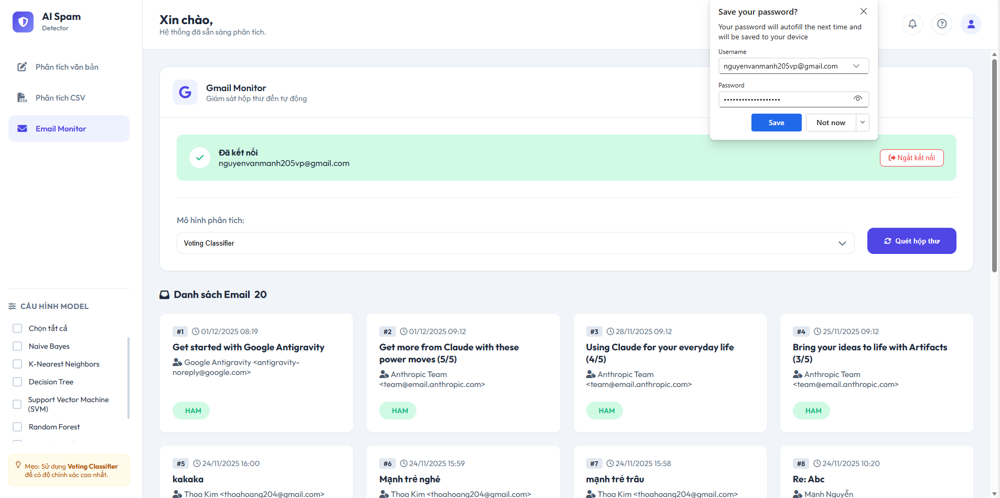 AI Spam
Detector
Phân tích văn bản
Phân tích CSV
Email Monitor
CẤU HÌNH MODEL
Chọn tất cả
Naive Bayes
K-Nearest Neighbors
Decision Tree
Support Vector Machine
(SVM)
Random Forest
Mẹo: Sử dụng Voting Classifier
để có độ chính xác cao nhất.
Xin chào,
Hệ thống đã sẵn sàng phân tích.
Save your password?
Your password will autofill the next time and
will be saved to your device
Username
nguyenvanmanh205vp@gmail.com
Password
•••••••••••••••••••
Save
Not now
Gmail Monitor
Giám sát hộp thư đến tự động
Đã kết nối
nguyenvanmanh205vp@gmail.com
Ngắt kết nối
Mô hình phân tích:
Voting Classifier
Quét hộp thư
Danh sách Email 20
#1 01/12/2025 08:19
Get started with Google Antigravity
Google Antigravity <antigravity-
noreply@google.com>
HAM
#2 01/12/2025 09:12
Get more from Claude with these
power moves (5/5)
Anthropic Team
<team@email.anthropic.com>
HAM
#3 28/11/2025 09:12
Using Claude for your everyday life
(4/5)
Anthropic Team
<team@email.anthropic.com>
HAM
#4 25/11/2025 09:12
Bring your ideas to life with Artifacts
(3/5)
Anthropic Team
<team@email.anthropic.com>
HAM
#5 24/11/2025 16:00
kakaka
Thoa Kim <thoahoang204@gmail.com>
#6 24/11/2025 15:59
Mạnh trẻ nghé
Thoa Kim <thoahoang204@gmail.com>
#7 24/11/2025 15:58
mạnh trẻ trâu
Thoa Kim <thoahoang204@gmail.com>
#8 24/11/2025 10:20
Re: Abc
Mạnh Nguyễn